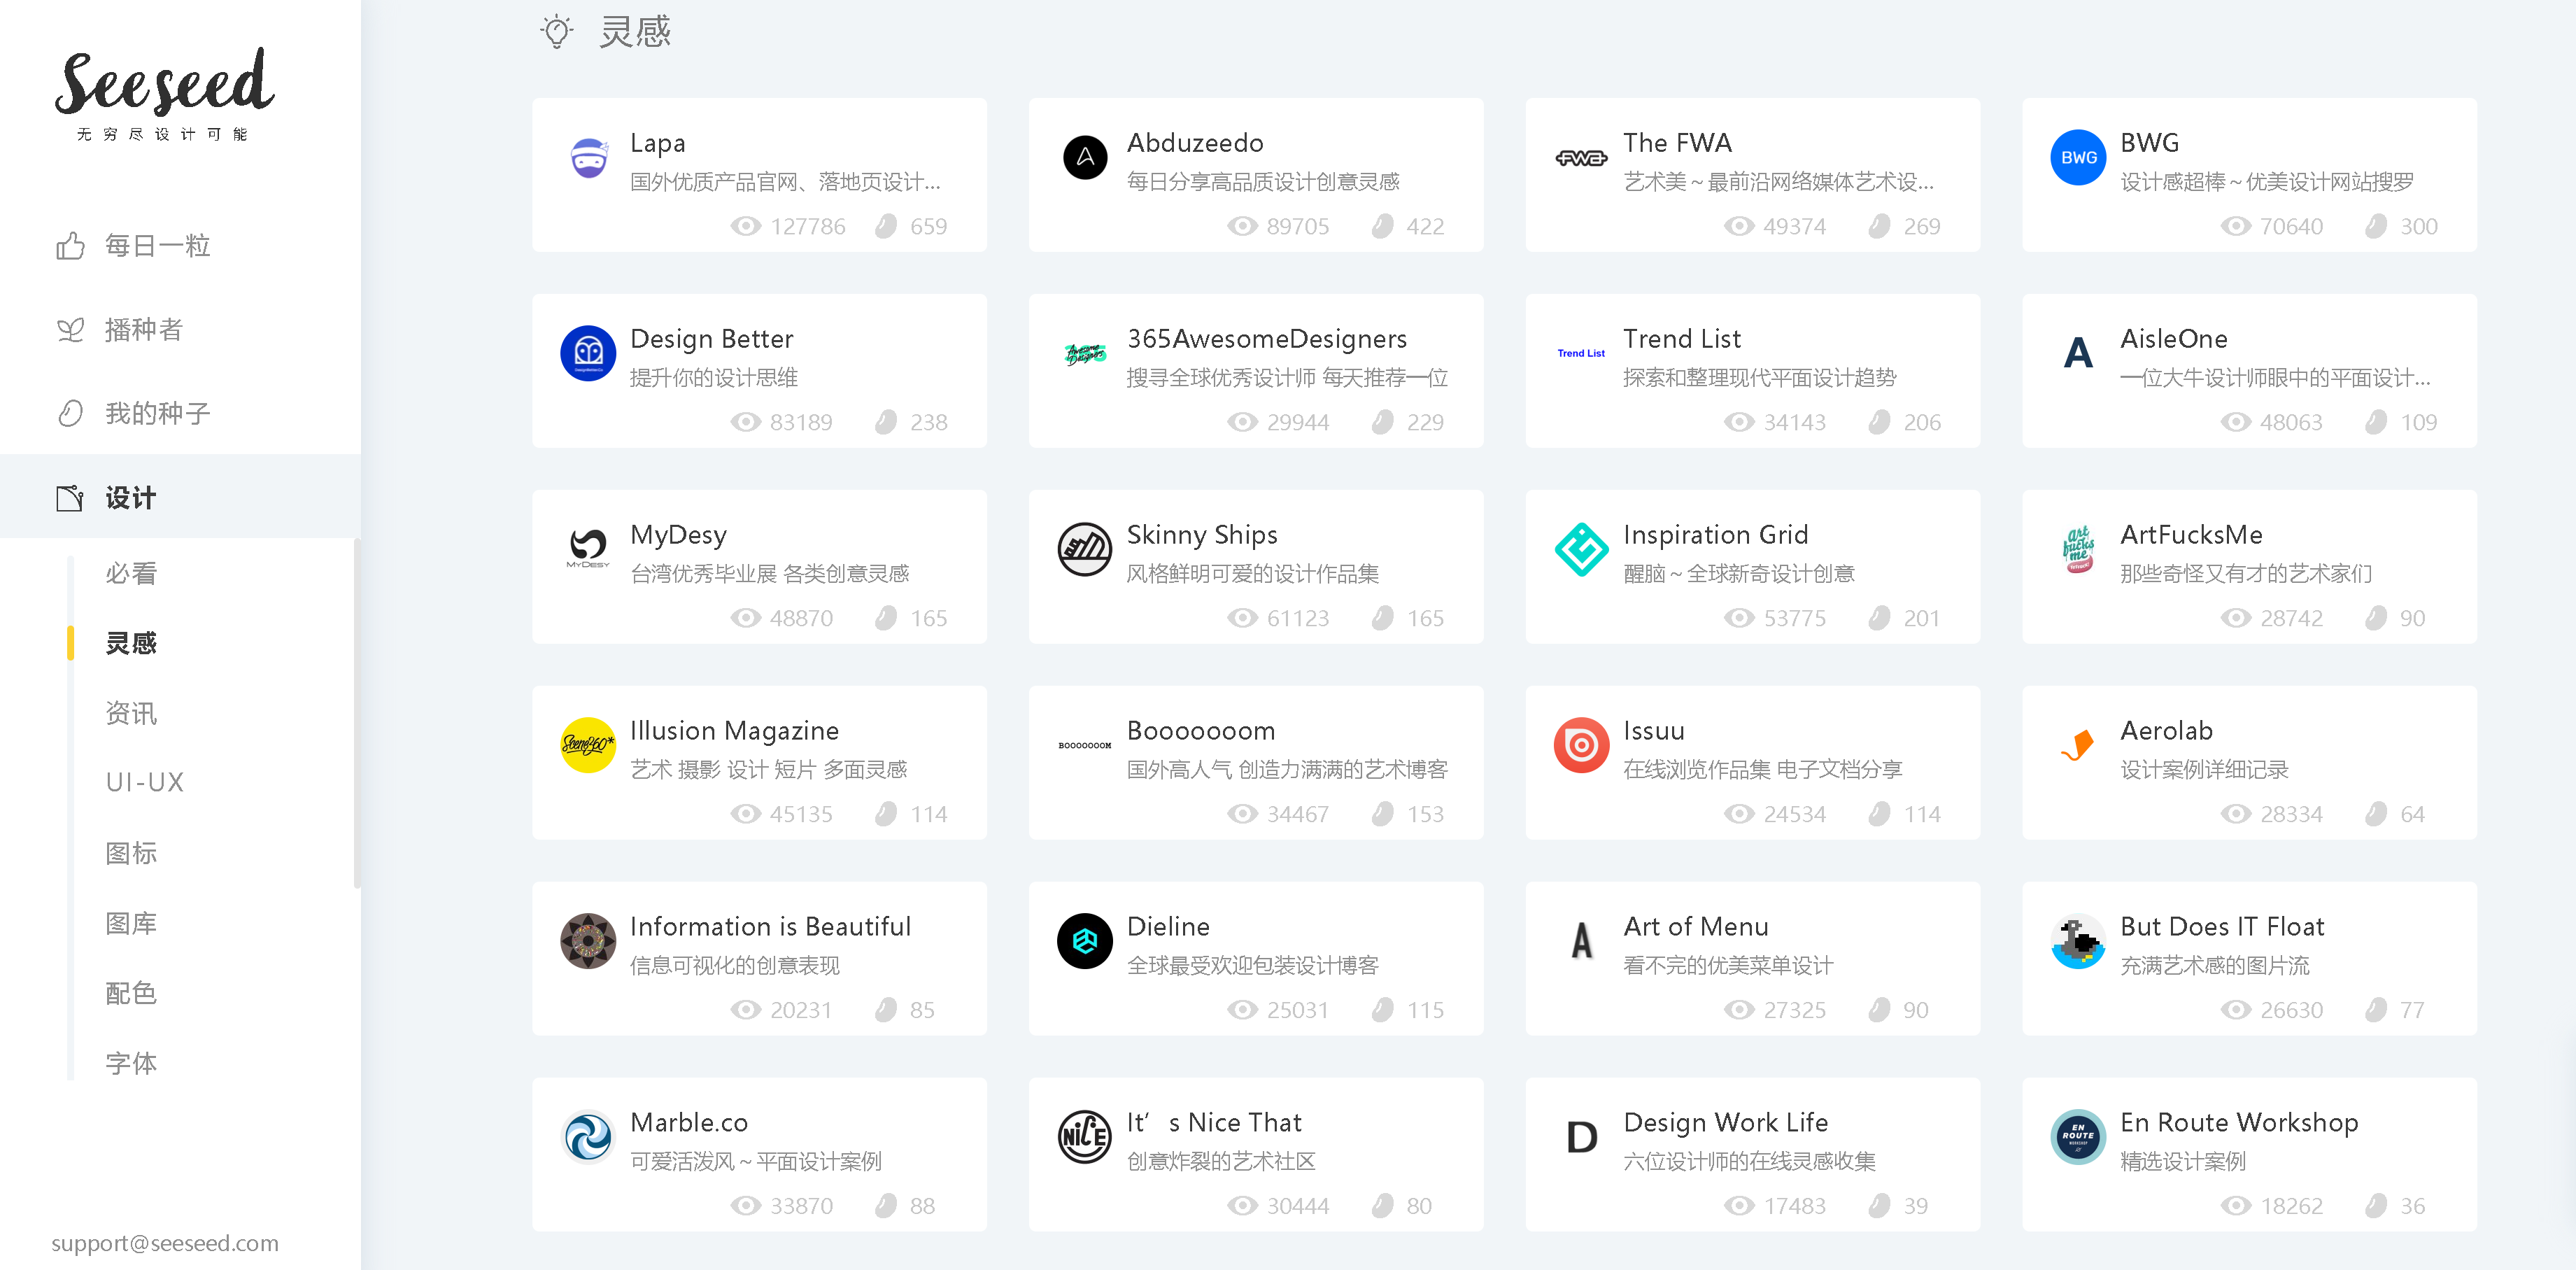 Seeseed
无穷尽设计可能
每日一粒
播种者
我的种子
设计
必看
灵感
资讯
UI-UX
图标
图库
配色
字体
support@seeseed.com
灵感
Lapa
国外优质产品官网、落地页设计...
127786 659
Abduzeedo
每日分享高品质设计创意灵感
89705 422
FWA
The FWA
艺术美～最前沿网络媒体艺术设...
49374 269
BWG
BWG
设计感超棒～优美设计网站搜罗
70640 300
Design Better
提升你的设计思维
83189 238
365 Awesome Designers
365AwesomeDesigners
搜寻全球优秀设计师 每天推荐一位
29944 229
Trend List
Trend List
探索和整理现代平面设计趋势
34143 206
A
AisleOne
一位大牛设计师眼中的平面设计...
48063 109
MYDESY
MyDesy
台湾优秀毕业展 各类创意灵感
48870 165
Skinny Ships
风格鲜明可爱的设计作品集
61123 165
Inspiration Grid
醒脑～全球新奇设计创意
53775 201
art fucks me
ArtFucksMe
那些奇怪又有才的艺术家们
28742 90
Scene360*
Illusion Magazine
艺术 摄影 设计 短片 多面灵感
45135 114
BOOOOOOOM
Booooooom
国外高人气 创造力满满的艺术博客
34467 153
Issuu
在线浏览作品集 电子文档分享
24534 114
Aerolab
设计案例详细记录
28334 64
Information is Beautiful
信息可视化的创意表现
20231 85
Dieline
全球最受欢迎包装设计博客
25031 115
A
Art of Menu
看不完的优美菜单设计
27325 90
But Does IT Float
充满艺术感的图片流
26630 77
Marble.co
可爱活泼风～平面设计案例
33870 88
NICE
It’s Nice That
创意炸裂的艺术社区
30444 80
D
Design Work Life
六位设计师的在线灵感收集
17483 39
EN ROUTE
En Route Workshop
精选设计案例
18262 36